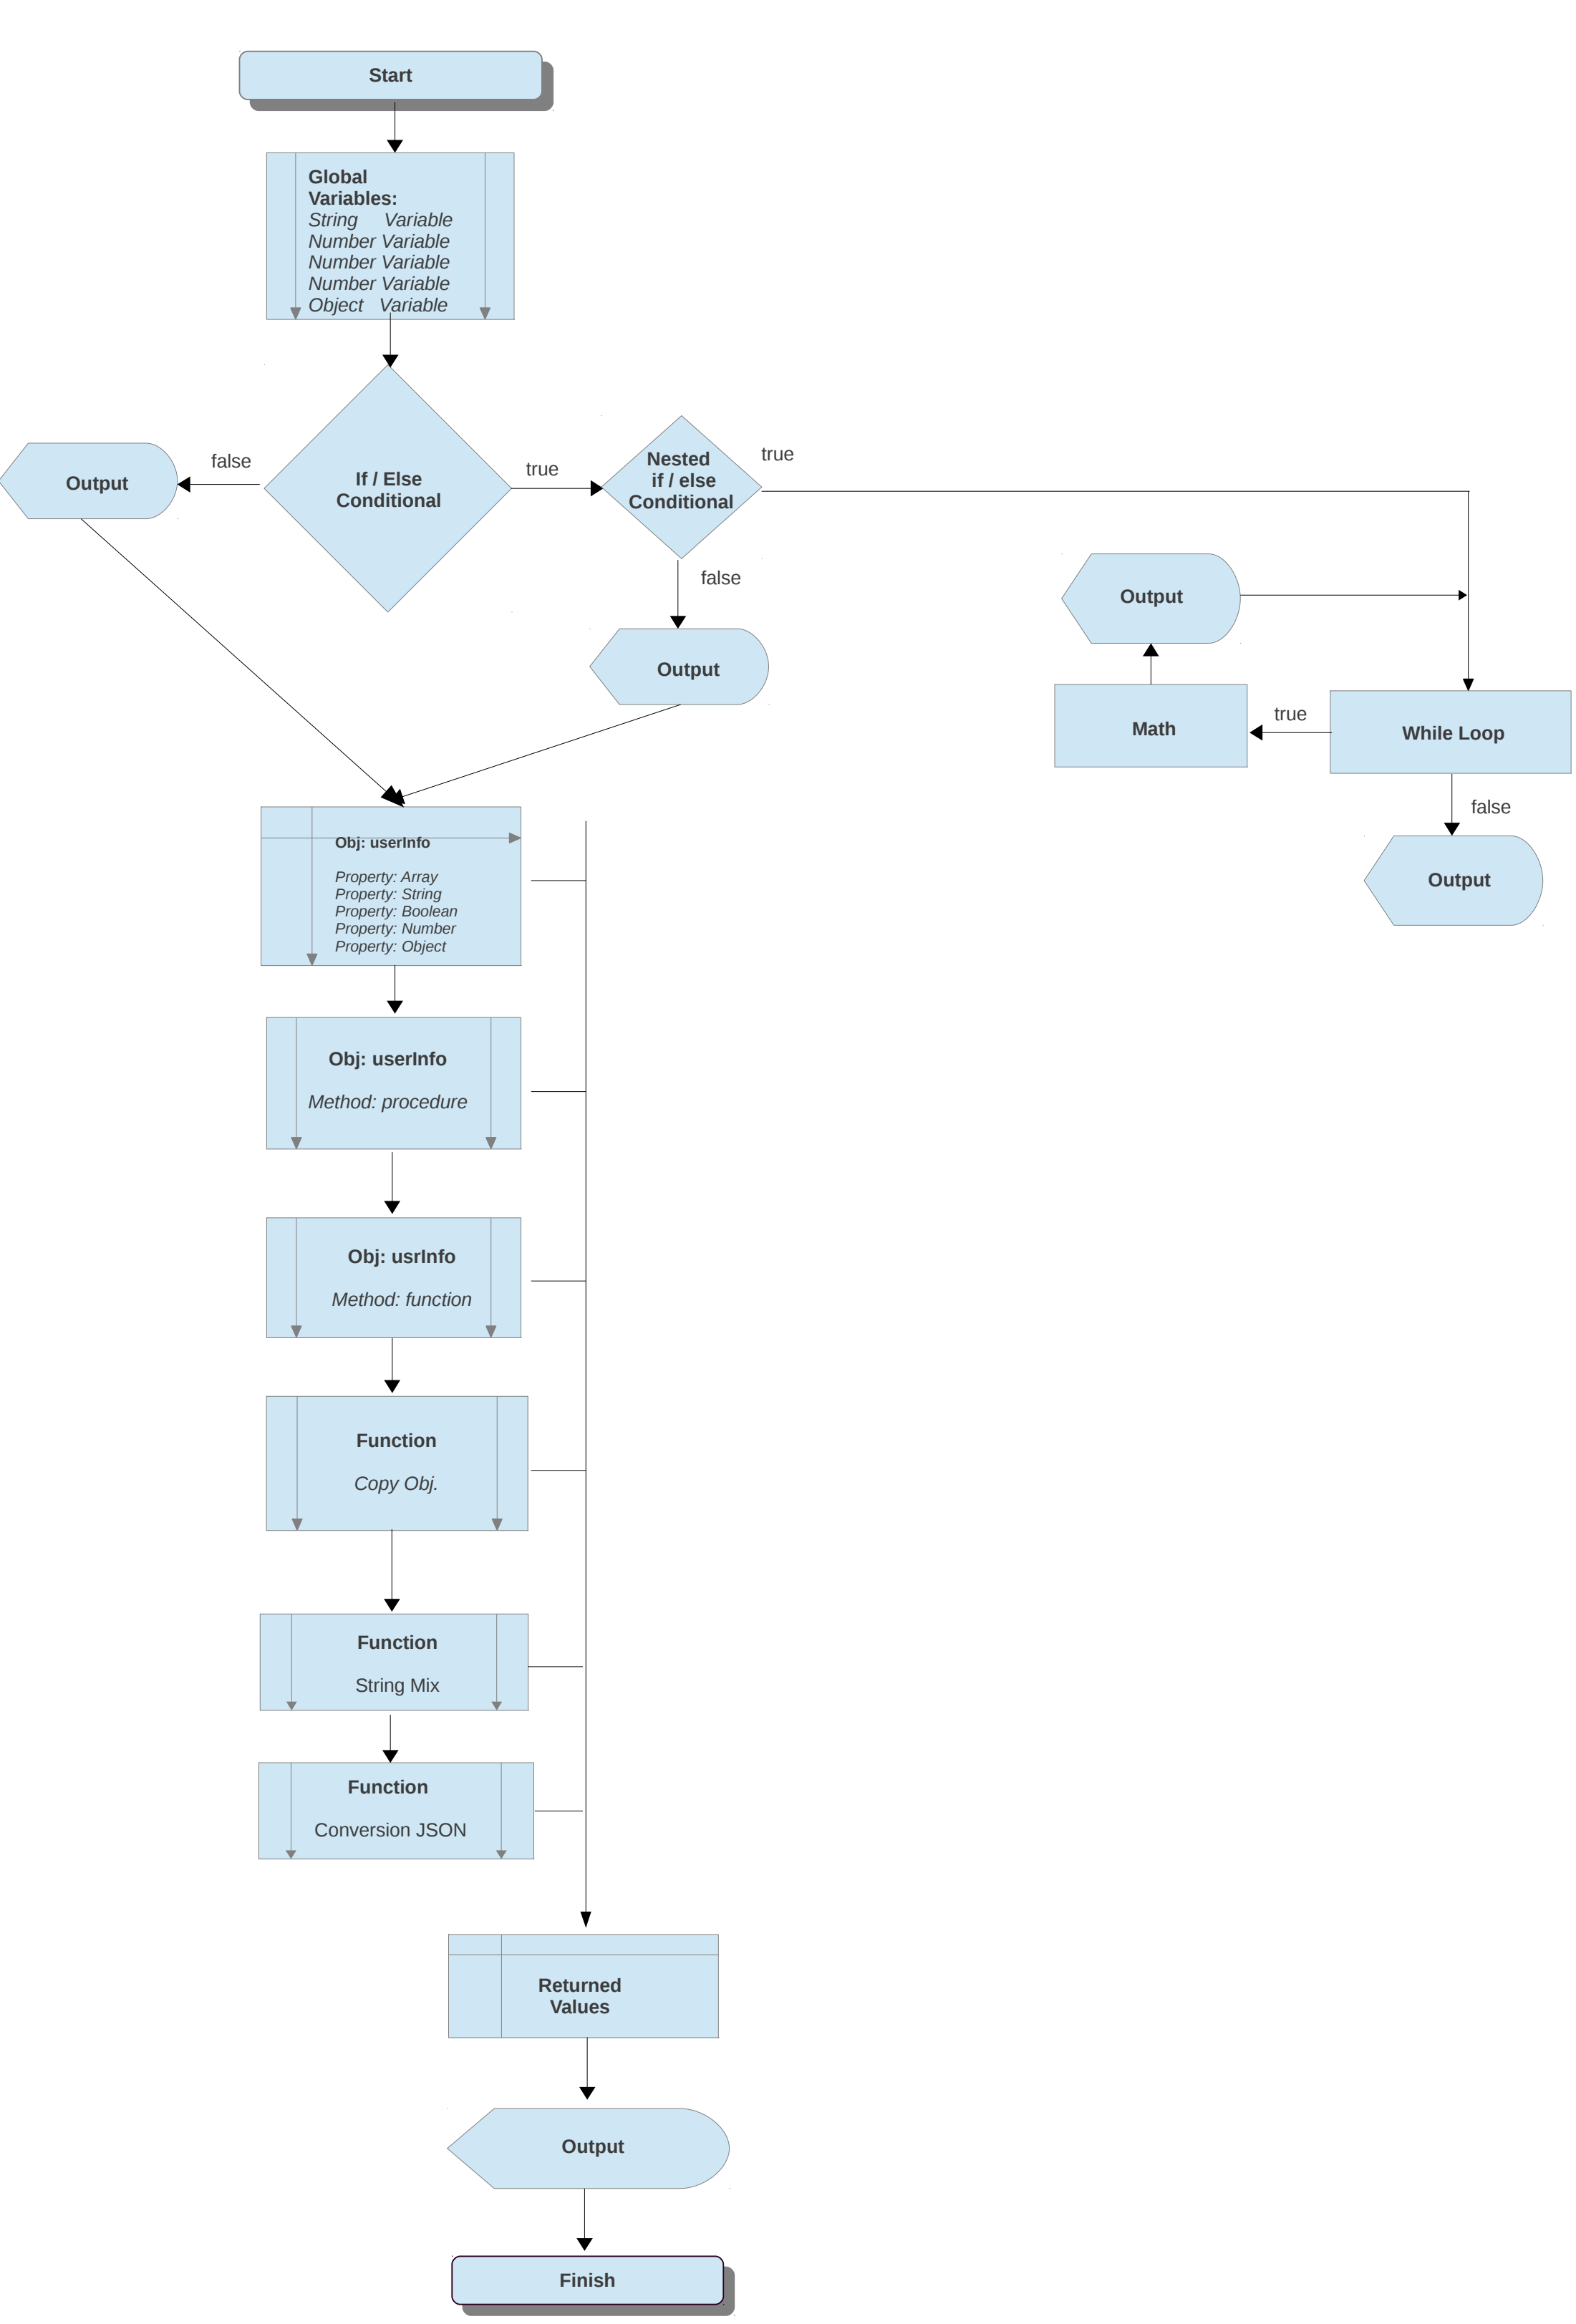 Start
Global
Variables:
String Variable
Number Variable
Number Variable
Number Variable
Object Variable
If / Else
Conditional
false
Output
true
Nested
if / else
Conditional
true
false
Output
Output
Math
true
While Loop
false
Output
Obj: userInfo
Property: Array
Property: String
Property: Boolean
Property: Number
Property: Object
Obj: userInfo
Method: procedure
Obj: usrInfo
Method: function
Function
Copy Obj.
Function
String Mix
Function
Conversion JSON
Returned
Values
Output
Finish